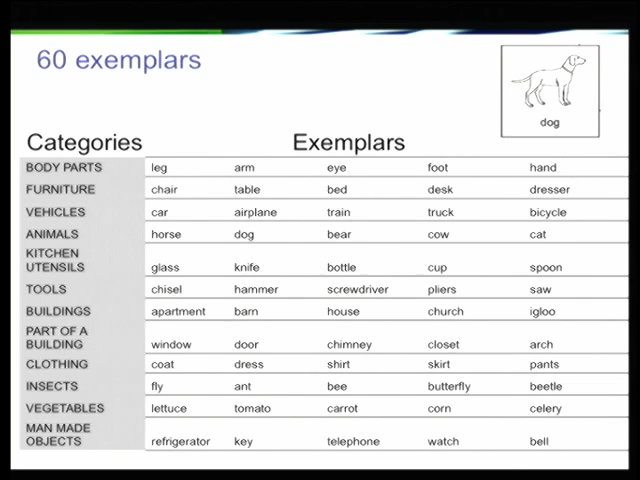 60 exemplars
dog
Categories Exemplars
BODY PARTS leg arm eye foot hand
FURNITURE chair table bed desk dresser
VEHICLES car airplane train truck bicycle
ANIMALS horse dog bear cow cat
KITCHEN
UTENSILS glass knife bottle cup spoon
TOOLS chisel hammer screwdriver pliers saw
BUILDINGS apartment barn house church igloo
PART OF A
BUILDING window door chimney closet arch
CLOTHING coat dress shirt skirt pants
INSECTS fly ant bee butterfly beetle
VEGETABLES lettuce tomato carrot corn celery
MAN MADE
OBJECTS refrigerator key telephone watch bell